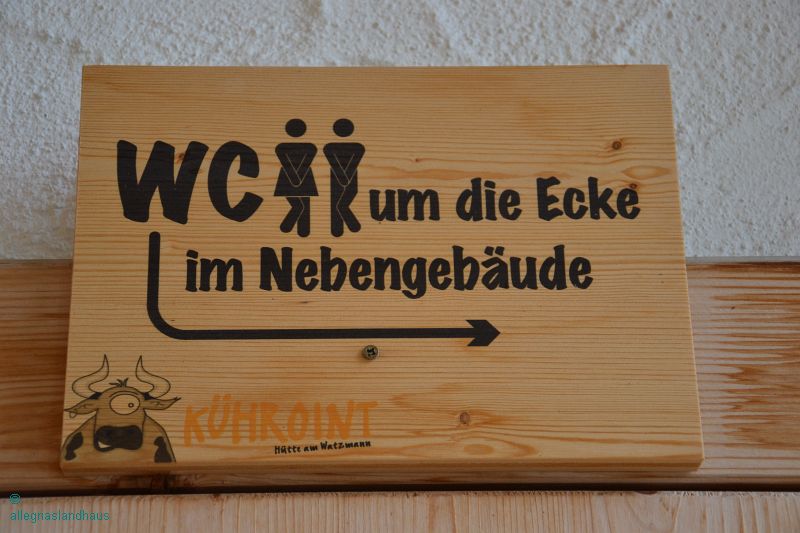 WC um die Ecke
im Nebengebäude
KÜHROINT
Hütte am Watzmann
©
allegnaslandhaus